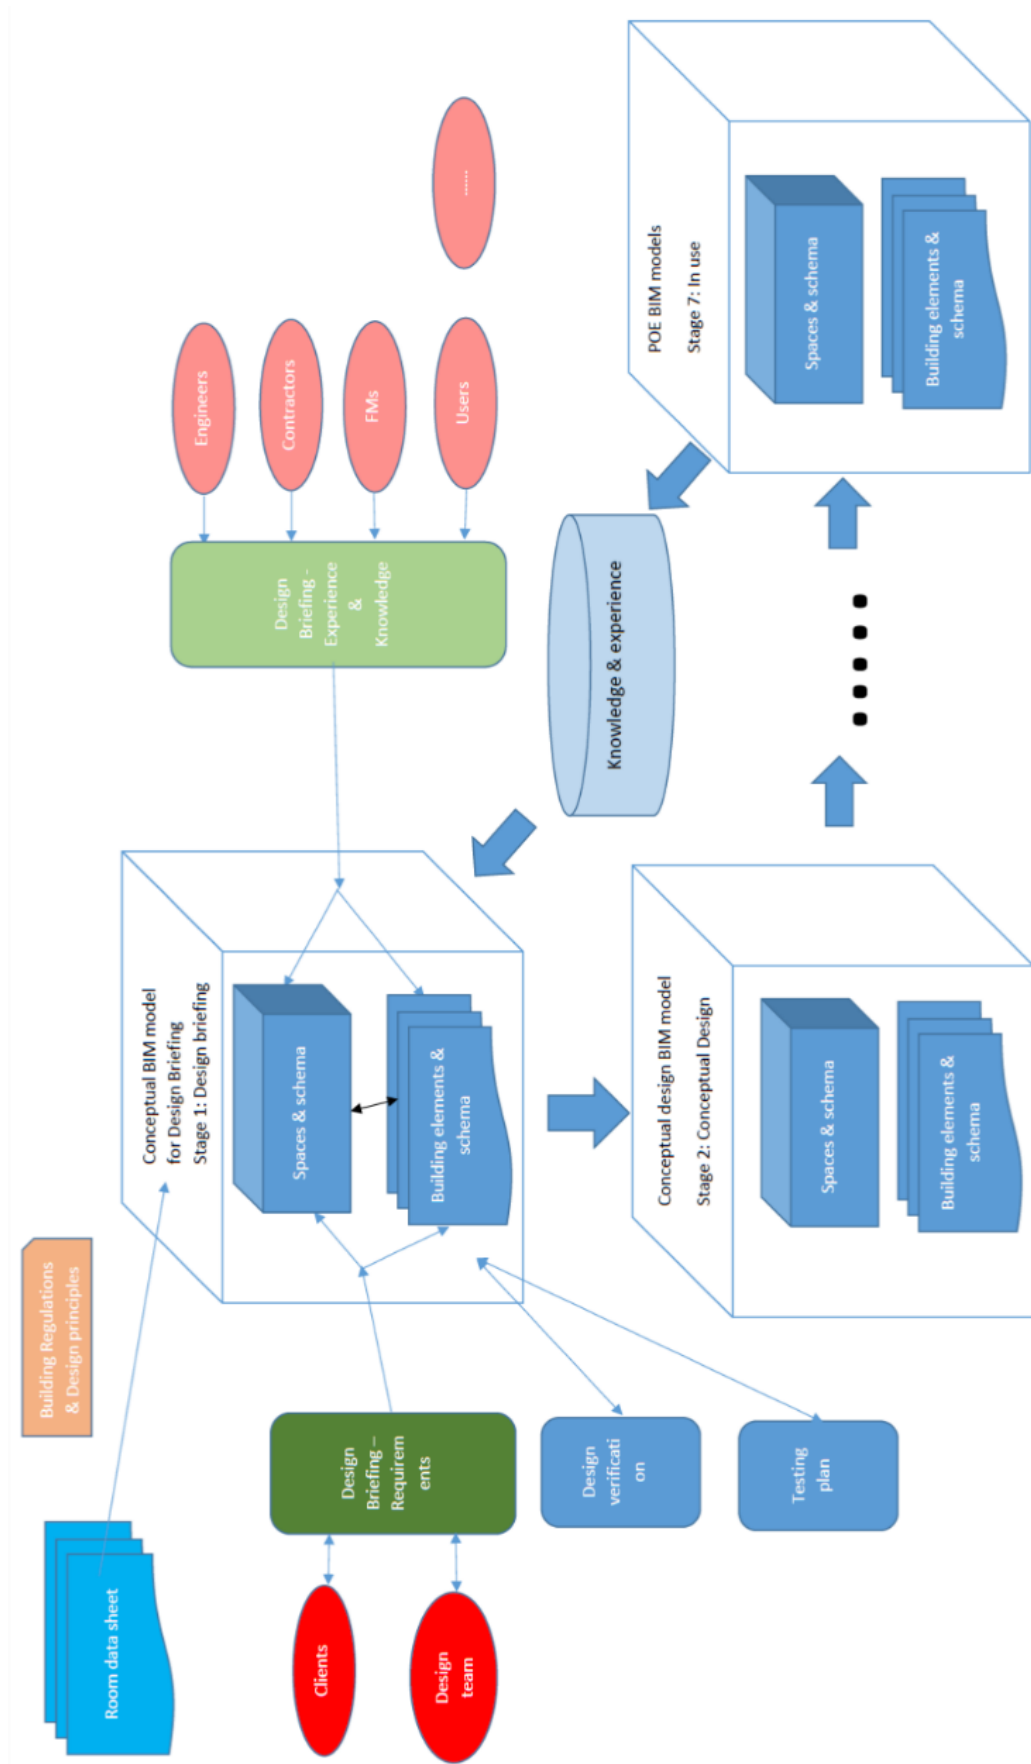 Room data sheet
Building Regulations
& Design principles
Clients
Design
team
Design
Briefing –
Requirem
ents
Design
verificati
on
Testing
plan
Conceptual BIM model
for Design Briefing
Stage 1: Design briefing
Spaces & schema
Building elements &
schema
Design
Briefing -
Experience
&
Knowledge
Engineers
Contractors
FMs
Users
......
Knowledge & experience
Conceptual design BIM model
Stage 2: Conceptual Design
Spaces & schema
Building elements &
schema
POE BIM models
Stage 7: In use
Spaces & schema
Building elements &
schema